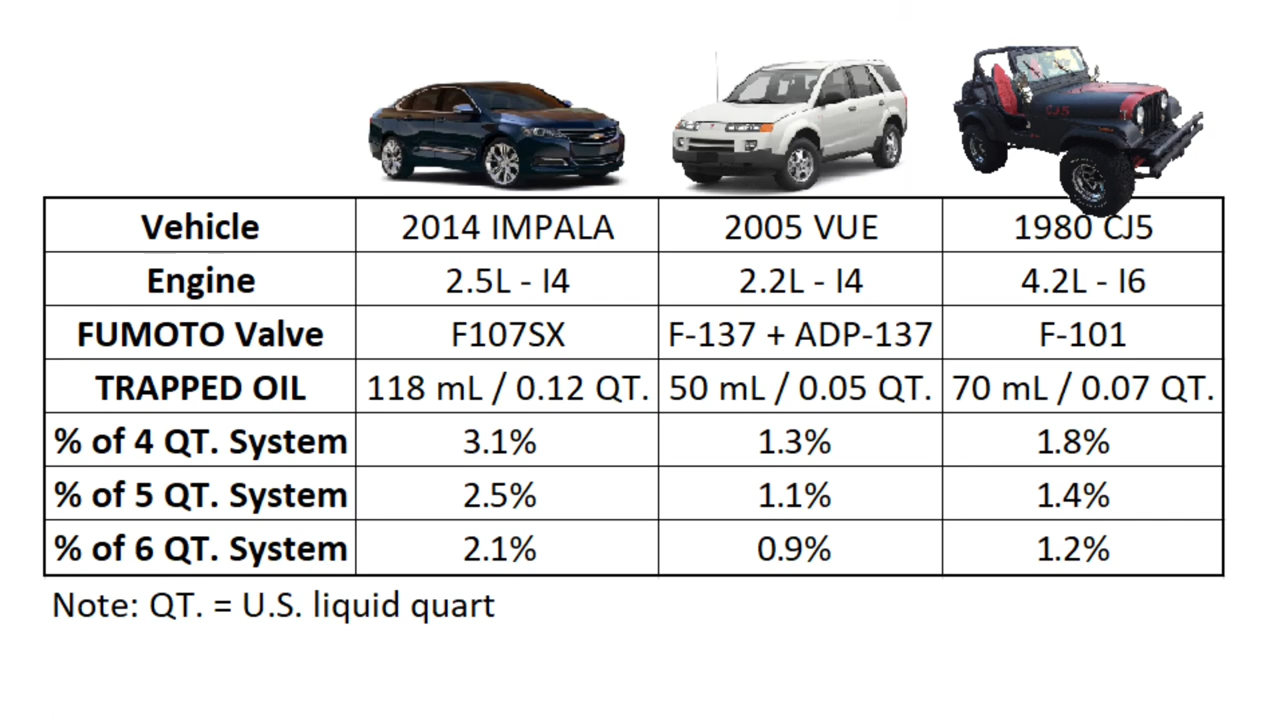 CJ5
Vehicle 2014 IMPALA 2005 VUE 1980 CJ5
Engine 2.5L - I4 2.2L - I4 4.2L - I6
FUMOTO Valve F107SX F-137 + ADP-137 F-101
TRAPPED OIL 118 mL / 0.12 QT. 50 mL / 0.05 QT. 70 mL / 0.07 QT.
% of 4 QT. System 3.1% 1.3% 1.8%
% of 5 QT. System 2.5% 1.1% 1.4%
% of 6 QT. System 2.1% 0.9% 1.2%
Note: QT. = U.S. liquid quart